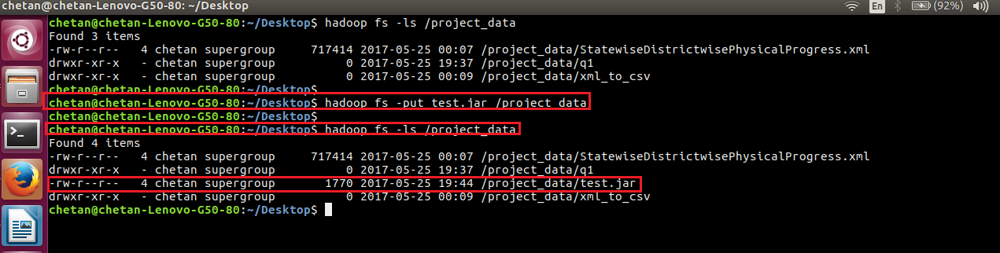 chetan@chetan-Lenovo-G50-80: ~/Desktop En (92%)
chetan@chetan-Lenovo-G50-80:~/Desktop$ hadoop fs -ls /project_data
Found 3 items
-rw-r--r-- 4 chetan supergroup 717414 2017-05-25 00:07 /project_data/StatewiseDistrictwisePhysicalProgress.xml
drwxr-xr-x - chetan supergroup 0 2017-05-25 19:37 /project_data/q1
drwxr-xr-x - chetan supergroup 0 2017-05-25 00:09 /project_data/xml_to_csv
chetan@chetan-Lenovo-G50-80:~/Desktop$
chetan@chetan-Lenovo-G50-80:~/Desktop$ hadoop fs -put test.jar /project_data
chetan@chetan-Lenovo-G50-80:~/Desktop$
chetan@chetan-Lenovo-G50-80:~/Desktop$ hadoop fs -ls /project_data
Found 4 items
-rw-r--r-- 4 chetan supergroup 717414 2017-05-25 00:07 /project_data/StatewiseDistrictwisePhysicalProgress.xml
drwxr-xr-x - chetan supergroup 0 2017-05-25 19:37 /project_data/q1
-rw-r--r-- 4 chetan supergroup 1770 2017-05-25 19:44 /project_data/test.jar
drwxr-xr-x - chetan supergroup 0 2017-05-25 00:09 /project_data/xml_to_csv
chetan@chetan-Lenovo-G50-80:~/Desktop$